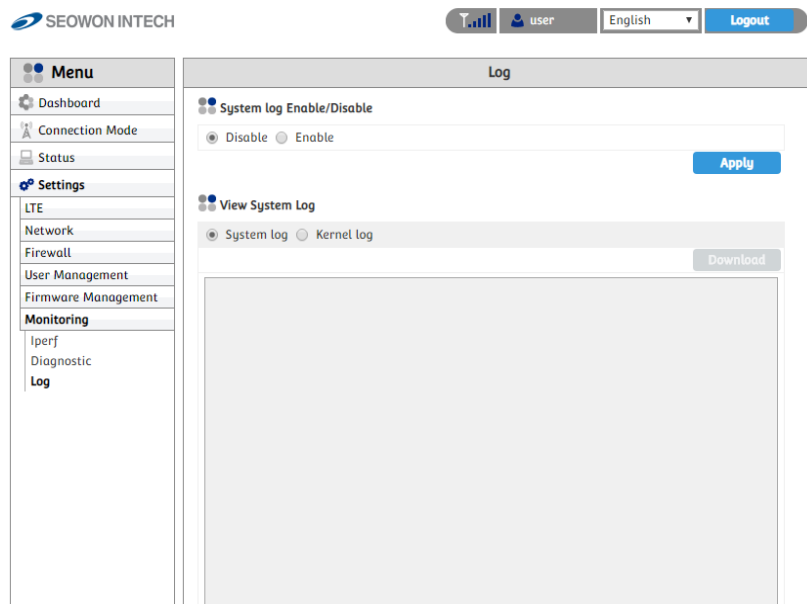 SEOWON INTECH
user
English
Logout
Menu
Log
Dashboard
Connection Mode
Status
Settings
LTE
Network
Firewall
User Management
Firmware Management
Monitoring
Iperf
Diagnostic
Log
System log Enable/Disable
Disable Enable
Apply
View System Log
System log Kernel log
Download